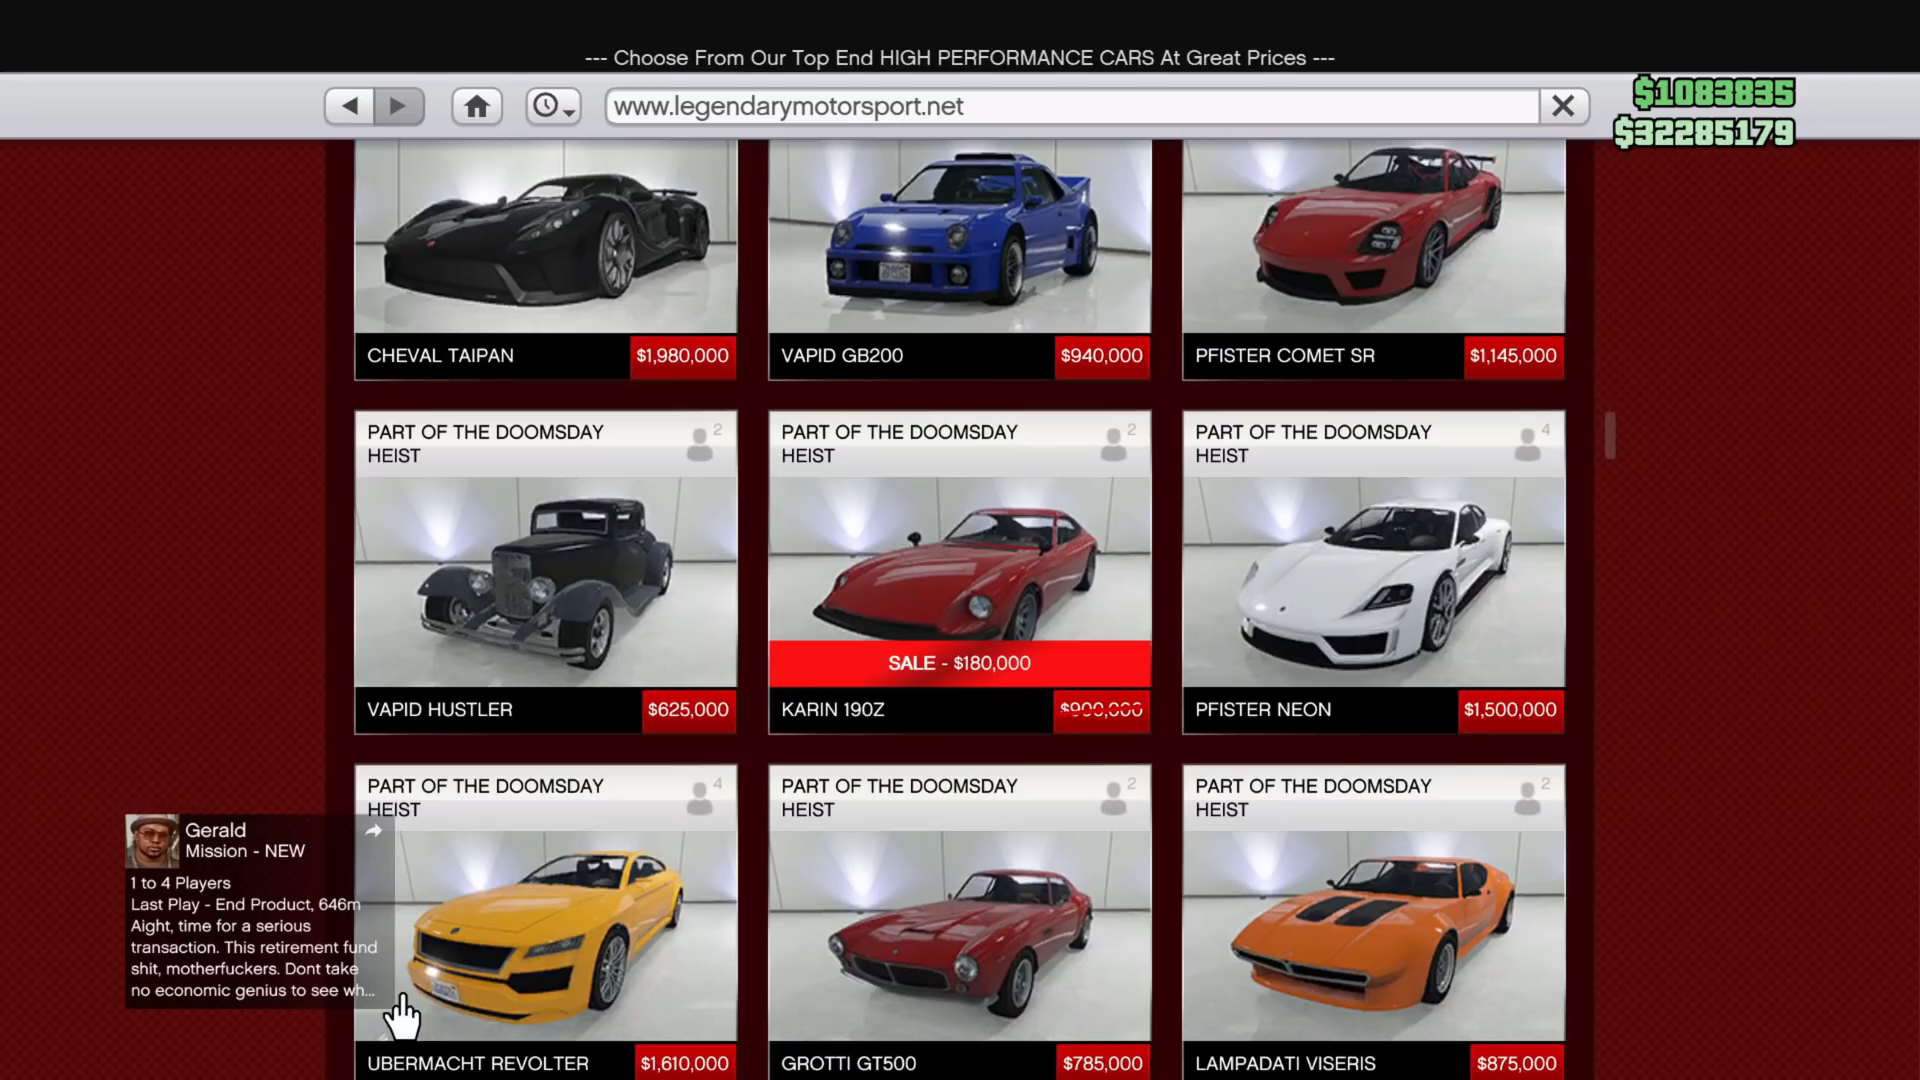 --- Choose From Our Top End HIGH PERFORMANCE CARS At Great Prices ---
www.legendarymotorsport.net
$1083835
$32285179
CHEVAL TAIPAN
$1,980,000
VAPID GB200
$940,000
PFISTER COMET SR
$1,145,000
PART OF THE DOOMSDAY
HEIST
2
PART OF THE DOOMSDAY
HEIST
2
PART OF THE DOOMSDAY
HEIST
4
SALE - $180,000
VAPID HUSTLER
$625,000
KARIN 190Z
$900,000
PFISTER NEON
$1,500,000
PART OF THE DOOMSDAY
HEIST
4
PART OF THE DOOMSDAY
HEIST
2
PART OF THE DOOMSDAY
HEIST
2
Gerald
Mission - NEW
1 to 4 Players
Last Play - End Product, 646m
Aight, time for a serious
transaction. This retirement fund
shit, motherfuckers. Dont take
no economic genius to see wh...
UBERMACHT REVOLTER
$1,610,000
GROTTI GT500
$785,000
LAMPADATI VISERIS
$875,000